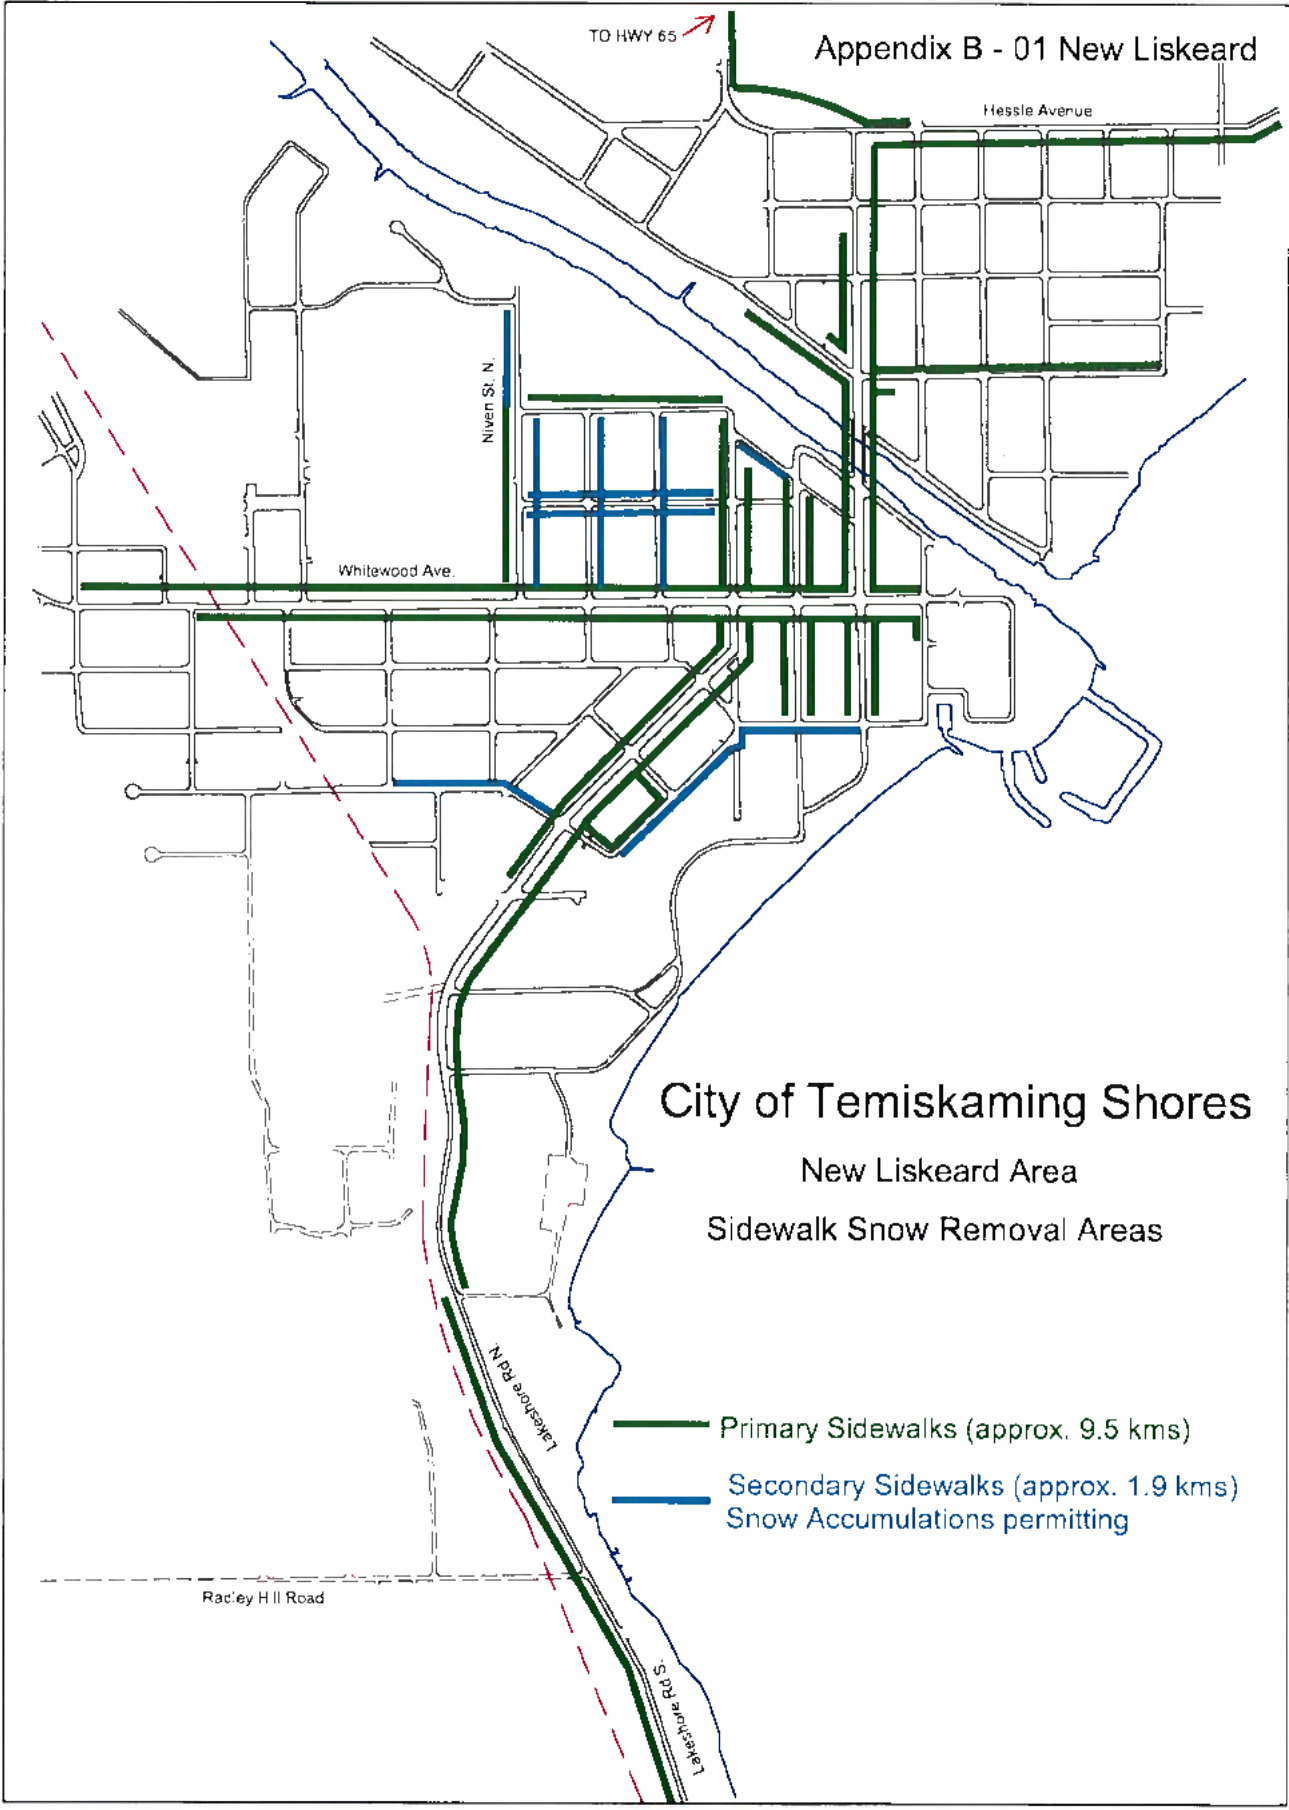 TO HWY 65
Appendix B - 01 New Liskeard
Hessle Avenue
Niven St. N.
Whitewood Ave.
City of Temiskaming Shores
New Liskeard Area
Sidewalk Snow Removal Areas
Lakeshore Rd N.
Primary Sidewalks (approx. 9.5 kms)
Secondary Sidewalks (approx. 1.9 kms)
Snow Accumulations permitting
Radley Hill Road
Lakeshore Rd S.